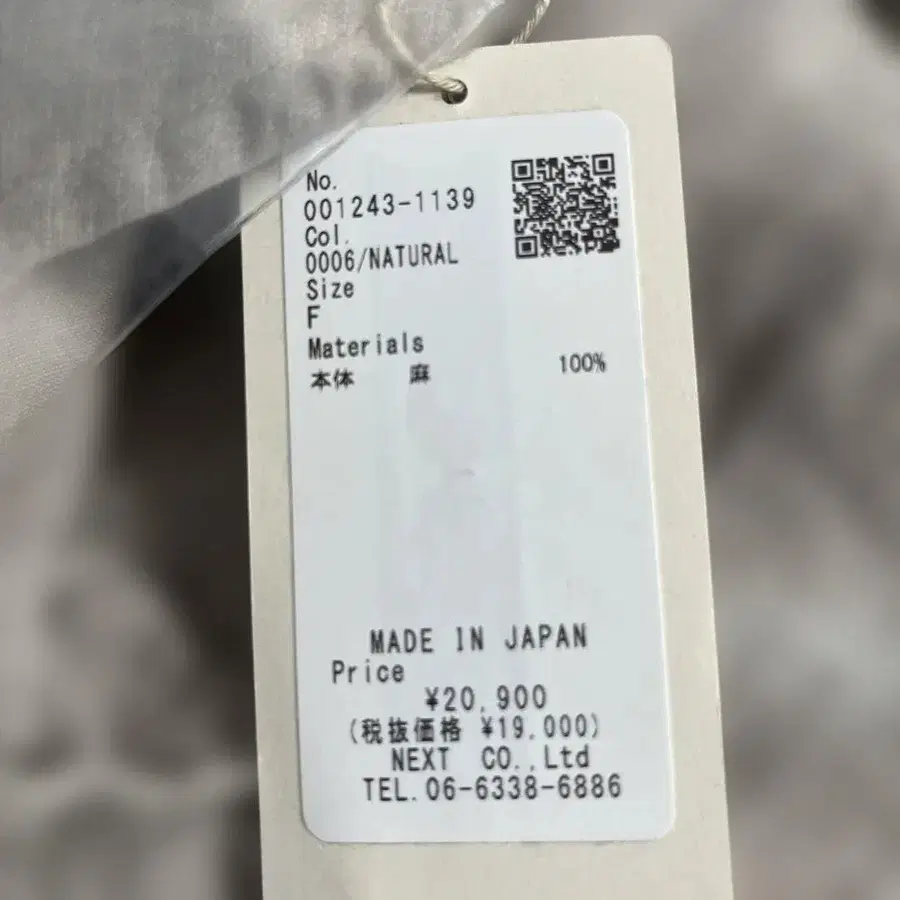 No.
001243-1139
Col.
0006/NATURAL
Size
F
Materials
本体 麻 100%
MADE IN JAPAN
Price
¥20,900
(税抜価格 ¥19,000)
NEXT CO.,Ltd
TEL.06-6338-6886